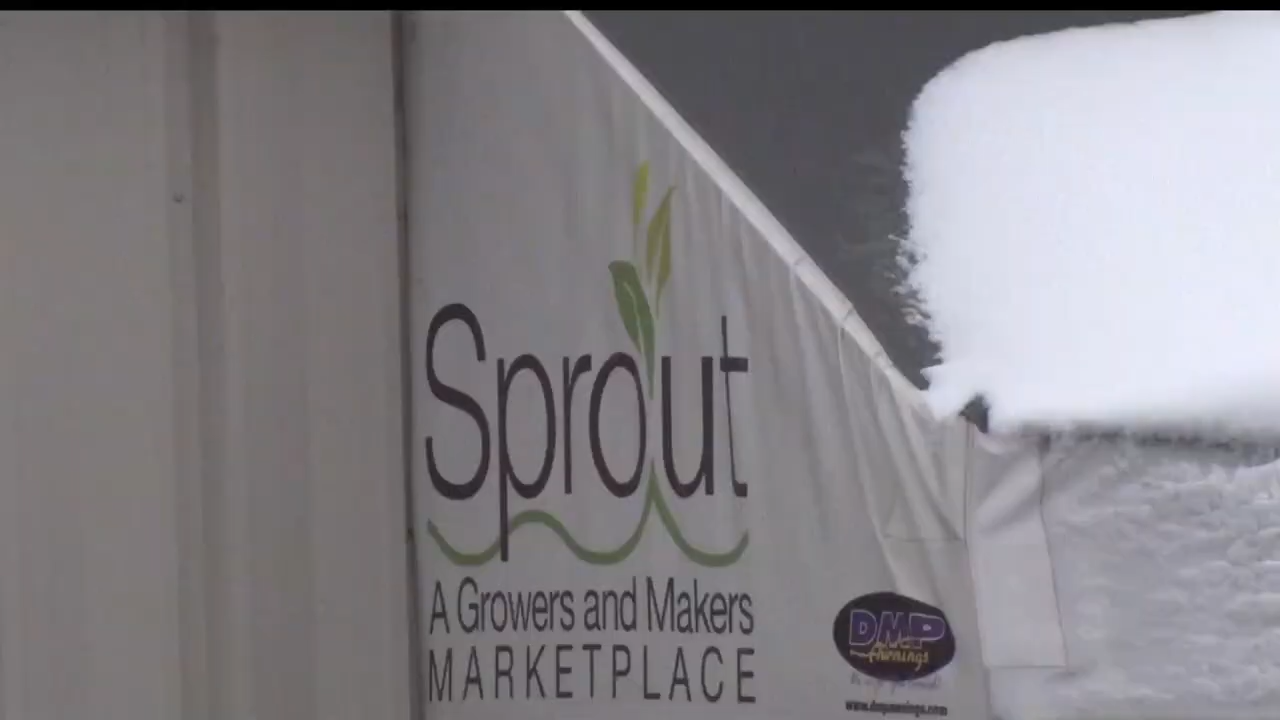 Sprout
A Growers and Makers
MARKETPLACE
DMP
Awnings
www.dmpawnings.com